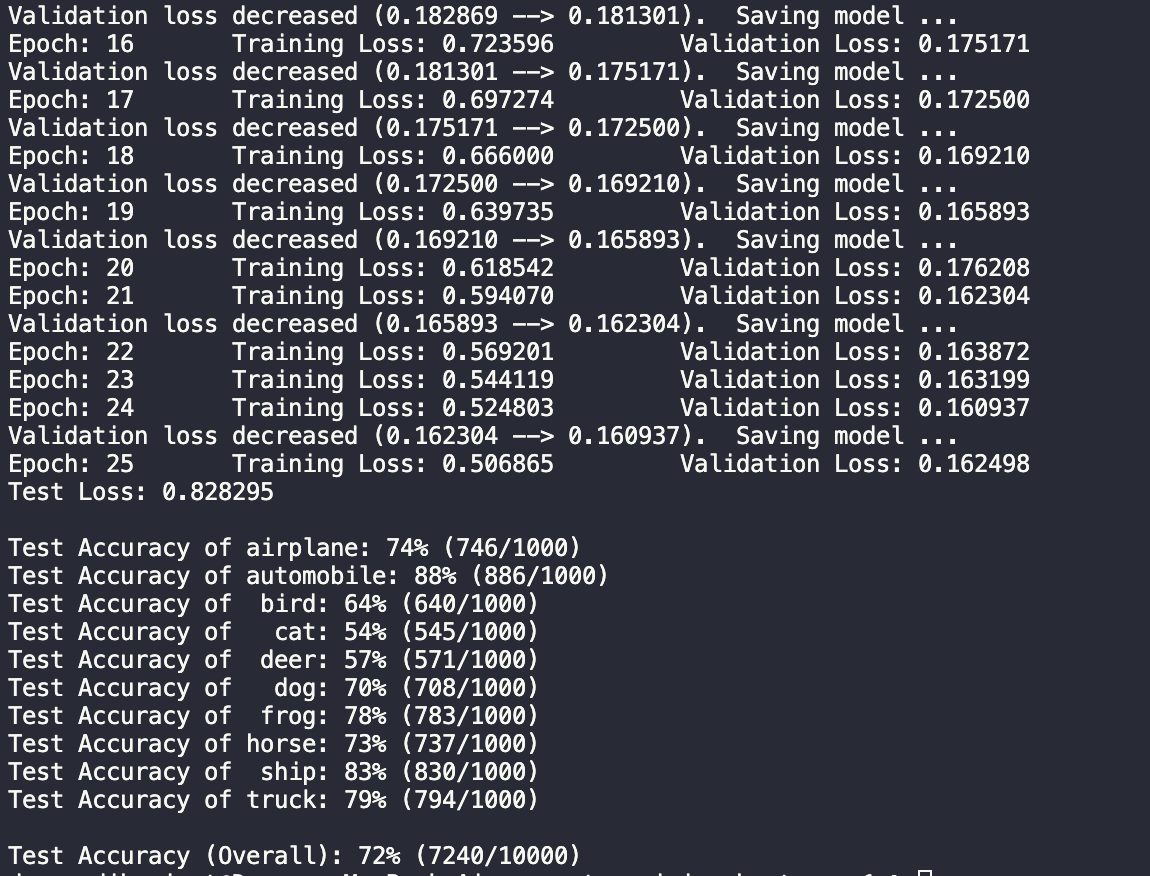 Validation loss decreased (0.182869 --> 0.181301).  Saving model ...
Epoch: 16       Training Loss: 0.723596         Validation Loss: 0.175171
Validation loss decreased (0.181301 --> 0.175171).  Saving model ...
Epoch: 17       Training Loss: 0.697274         Validation Loss: 0.172500
Validation loss decreased (0.175171 --> 0.172500).  Saving model ...
Epoch: 18       Training Loss: 0.666000         Validation Loss: 0.169210
Validation loss decreased (0.172500 --> 0.169210).  Saving model ...
Epoch: 19       Training Loss: 0.639735         Validation Loss: 0.165893
Validation loss decreased (0.169210 --> 0.165893).  Saving model ...
Epoch: 20       Training Loss: 0.618542         Validation Loss: 0.176208
Epoch: 21       Training Loss: 0.594070         Validation Loss: 0.162304
Validation loss decreased (0.165893 --> 0.162304).  Saving model ...
Epoch: 22       Training Loss: 0.569201         Validation Loss: 0.163872
Epoch: 23       Training Loss: 0.544119         Validation Loss: 0.163199
Epoch: 24       Training Loss: 0.524803         Validation Loss: 0.160937
Validation loss decreased (0.162304 --> 0.160937).  Saving model ...
Epoch: 25       Training Loss: 0.506865         Validation Loss: 0.162498
Test Loss: 0.828295

Test Accuracy of airplane: 74% (746/1000)
Test Accuracy of automobile: 88% (886/1000)
Test Accuracy of  bird: 64% (640/1000)
Test Accuracy of   cat: 54% (545/1000)
Test Accuracy of  deer: 57% (571/1000)
Test Accuracy of   dog: 70% (708/1000)
Test Accuracy of  frog: 78% (783/1000)
Test Accuracy of horse: 73% (737/1000)
Test Accuracy of  ship: 83% (830/1000)
Test Accuracy of truck: 79% (794/1000)

Test Accuracy (Overall): 72% (7240/10000)